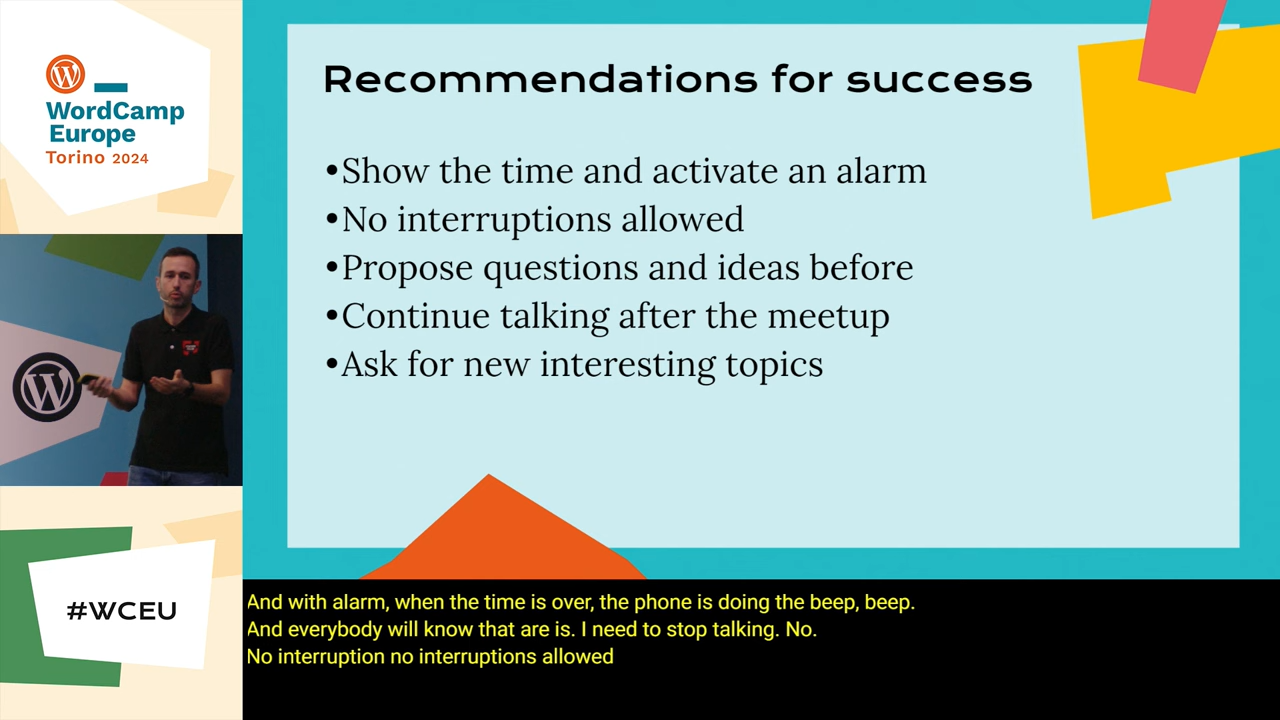 WordCamp
Europe
Torino 2024
#WCEU
Recommendations for success
•Show the time and activate an alarm
•No interruptions allowed
•Propose questions and ideas before
•Continue talking after the meetup
•Ask for new interesting topics
And with alarm, when the time is over, the phone is doing the beep, beep.
And everybody will know that are is. I need to stop talking. No.
No interruption no interruptions allowed